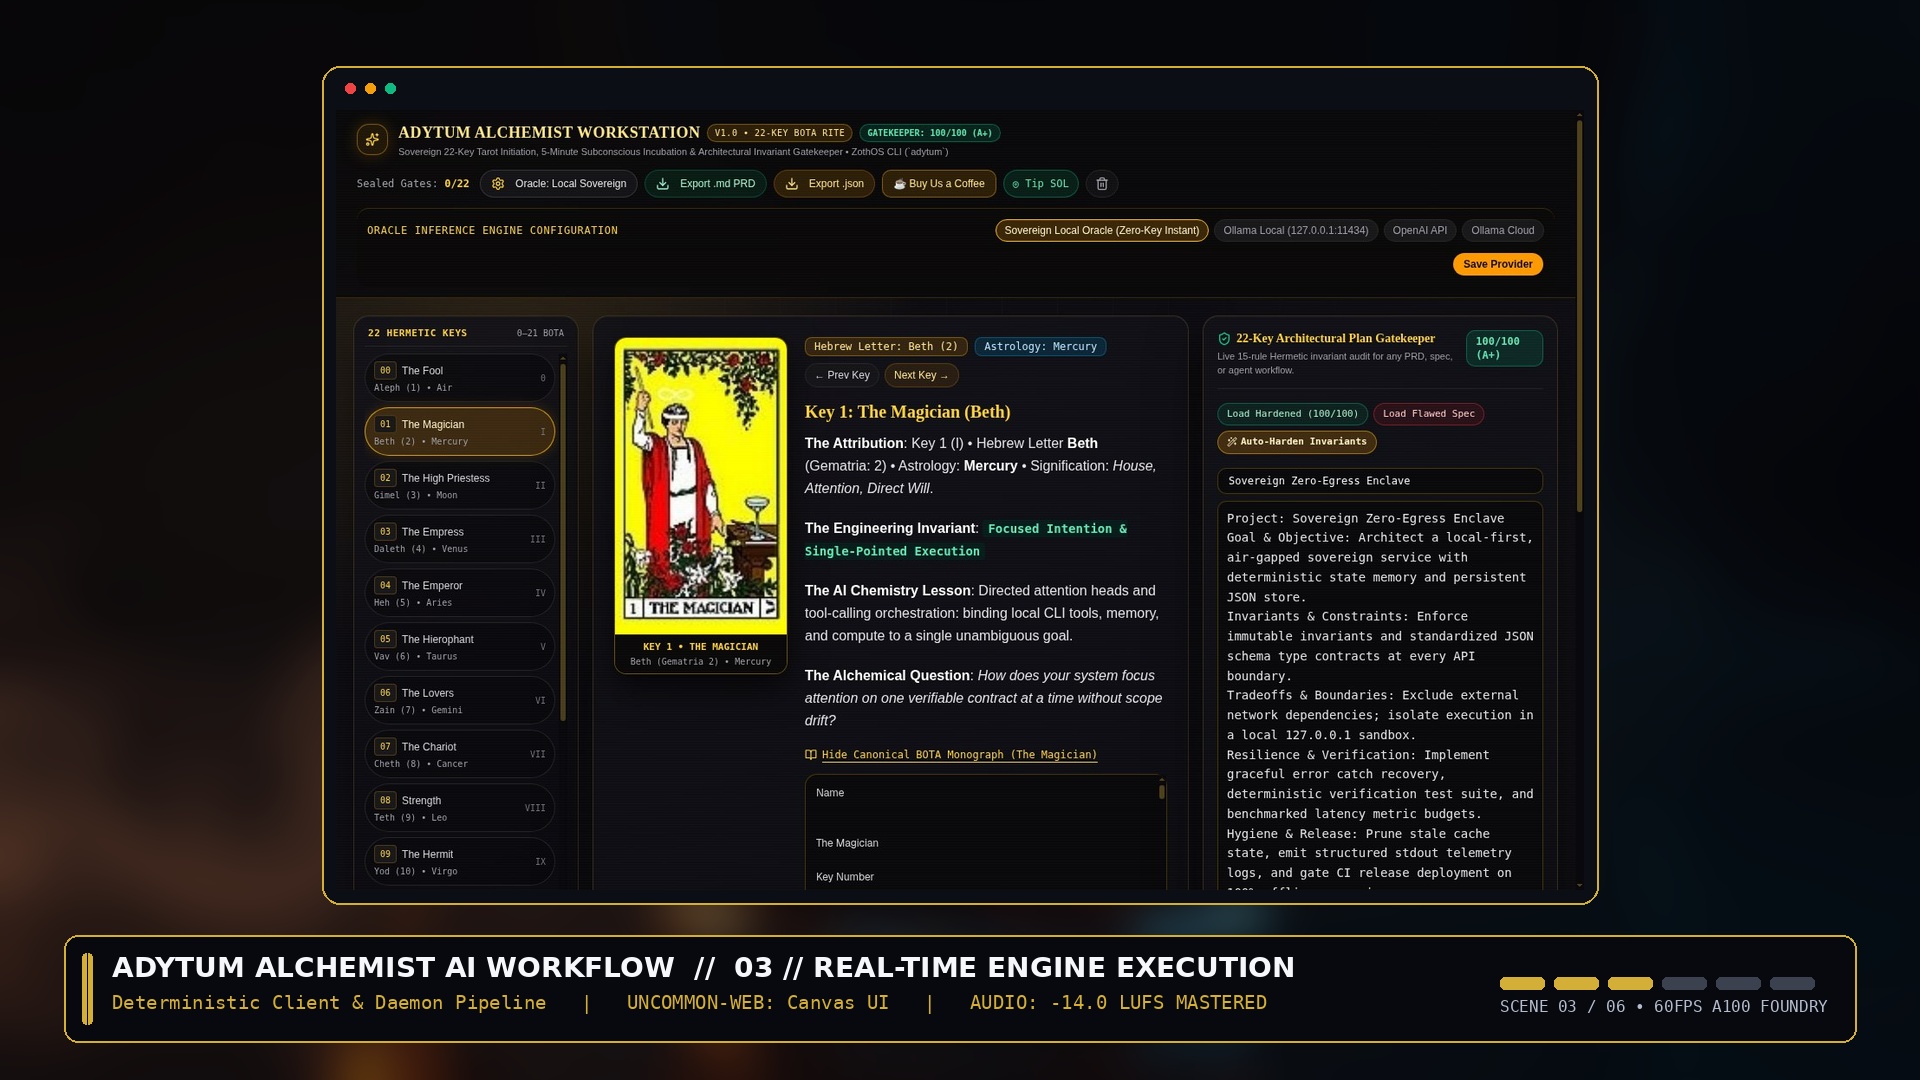 ADYTUM ALCHEMIST WORKSTATION
V1.0 • 22-KEY BOTA RITE
GATEKEEPER: 100/100 (A+)
Sovereign 22-Key Tarot Initiation, 5-Minute Subconscious Incubation & Architectural Invariant Gatekeeper • ZothOS CLI (`adytum`)
Sealed Gates: 0/22
Oracle: Local Sovereign
Export .md PRD
Export .json
☕ Buy Us a Coffee
◎ Tip SOL
ORACLE INFERENCE ENGINE CONFIGURATION
Sovereign Local Oracle (Zero-Key Instant)
Ollama Local (127.0.0.1:11434)
OpenAI API
Ollama Cloud
Save Provider
22 HERMETIC KEYS
0–21 BOTA
00 The Fool 0
Aleph (1) • Air
01 The Magician I
Beth (2) • Mercury
02 The High Priestess II
Gimel (3) • Moon
03 The Empress III
Daleth (4) • Venus
04 The Emperor IV
Heh (5) • Aries
05 The Hierophant V
Vav (6) • Taurus
06 The Lovers VI
Zain (7) • Gemini
07 The Chariot VII
Cheth (8) • Cancer
08 Strength VIII
Teth (9) • Leo
09 The Hermit IX
Yod (10) • Virgo
1 THE MAGICIAN
KEY 1 • THE MAGICIAN
Beth (Gematria 2) • Mercury
Hebrew Letter: Beth (2)
Astrology: Mercury
← Prev Key
Next Key →
Key 1: The Magician (Beth)
The Attribution: Key 1 (I) • Hebrew Letter Beth
(Gematria: 2) • Astrology: Mercury • Signification: House,
Attention, Direct Will.
The Engineering Invariant: Focused Intention &
Single-Pointed Execution
The AI Chemistry Lesson: Directed attention heads and
tool-calling orchestration: binding local CLI tools, memory,
and compute to a single unambiguous goal.
The Alchemical Question: How does your system focus
attention on one verifiable contract at a time without scope
drift?
Hide Canonical BOTA Monograph (The Magician)
Name
The Magician
Key Number
22-Key Architectural Plan Gatekeeper
Live 15-rule Hermetic invariant audit for any PRD, spec,
or agent workflow.
100/100
(A+)
Load Hardened (100/100)
Load Flawed Spec
Auto-Harden Invariants
Sovereign Zero-Egress Enclave
Project: Sovereign Zero-Egress Enclave
Goal & Objective: Architect a local-first,
air-gapped sovereign service with
deterministic state memory and persistent
JSON store.
Invariants & Constraints: Enforce
immutable invariants and standardized JSON
schema type contracts at every API
boundary.
Tradeoffs & Boundaries: Exclude external
network dependencies; isolate execution in
a local 127.0.0.1 sandbox.
Resilience & Verification: Implement
graceful error catch recovery,
deterministic verification test suite, and
benchmarked latency metric budgets.
Hygiene & Release: Prune stale cache
state, emit structured stdout telemetry
logs, and gate CI release deployment on
ADYTUM ALCHEMIST AI WORKFLOW // 03 // REAL-TIME ENGINE EXECUTION
Deterministic Client & Daemon Pipeline | UNCOMMON-WEB: Canvas UI | AUDIO: -14.0 LUFS MASTERED
SCENE 03 / 06 • 60FPS A100 FOUNDRY